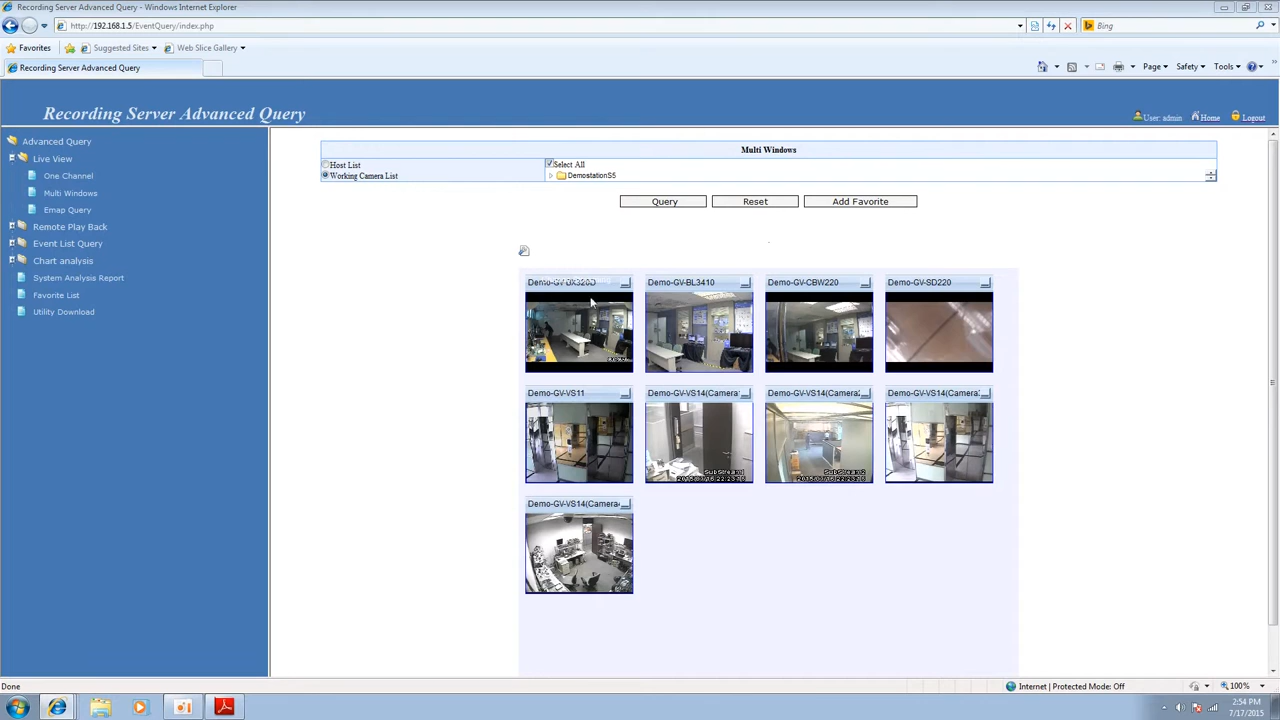 Recording Server Advanced Query - Windows Internet Explorer
http://192.168.1.5/EventQuery/index.php
Bing
Favorites Suggested Sites Web Slice Gallery
Recording Server Advanced Query
Page Safety Tools
Recording Server Advanced Query
User: admin Home Logout
Advanced Query
Live View
One Channel
Multi Windows
Emap Query
Remote Play Back
Event List Query
Chart analysis
System Analysis Report
Favorite List
Utility Download
Multi Windows
Host List Select All
Working Camera List DemostationS5
Query Reset Add Favorite
Demo-GV-BL3410 Demo-GV-CBW220 Demo-GV-SD220
Demo-GV-VS11 Demo-GV-VS14(Camera Demo-GV-VS14(Camera Demo-GV-VS14(Camera
SubStream1
SubStream2
Demo-GV-VS14(Camera
Done Internet | Protected Mode: Off 100%
2:54 PM
7/17/2015